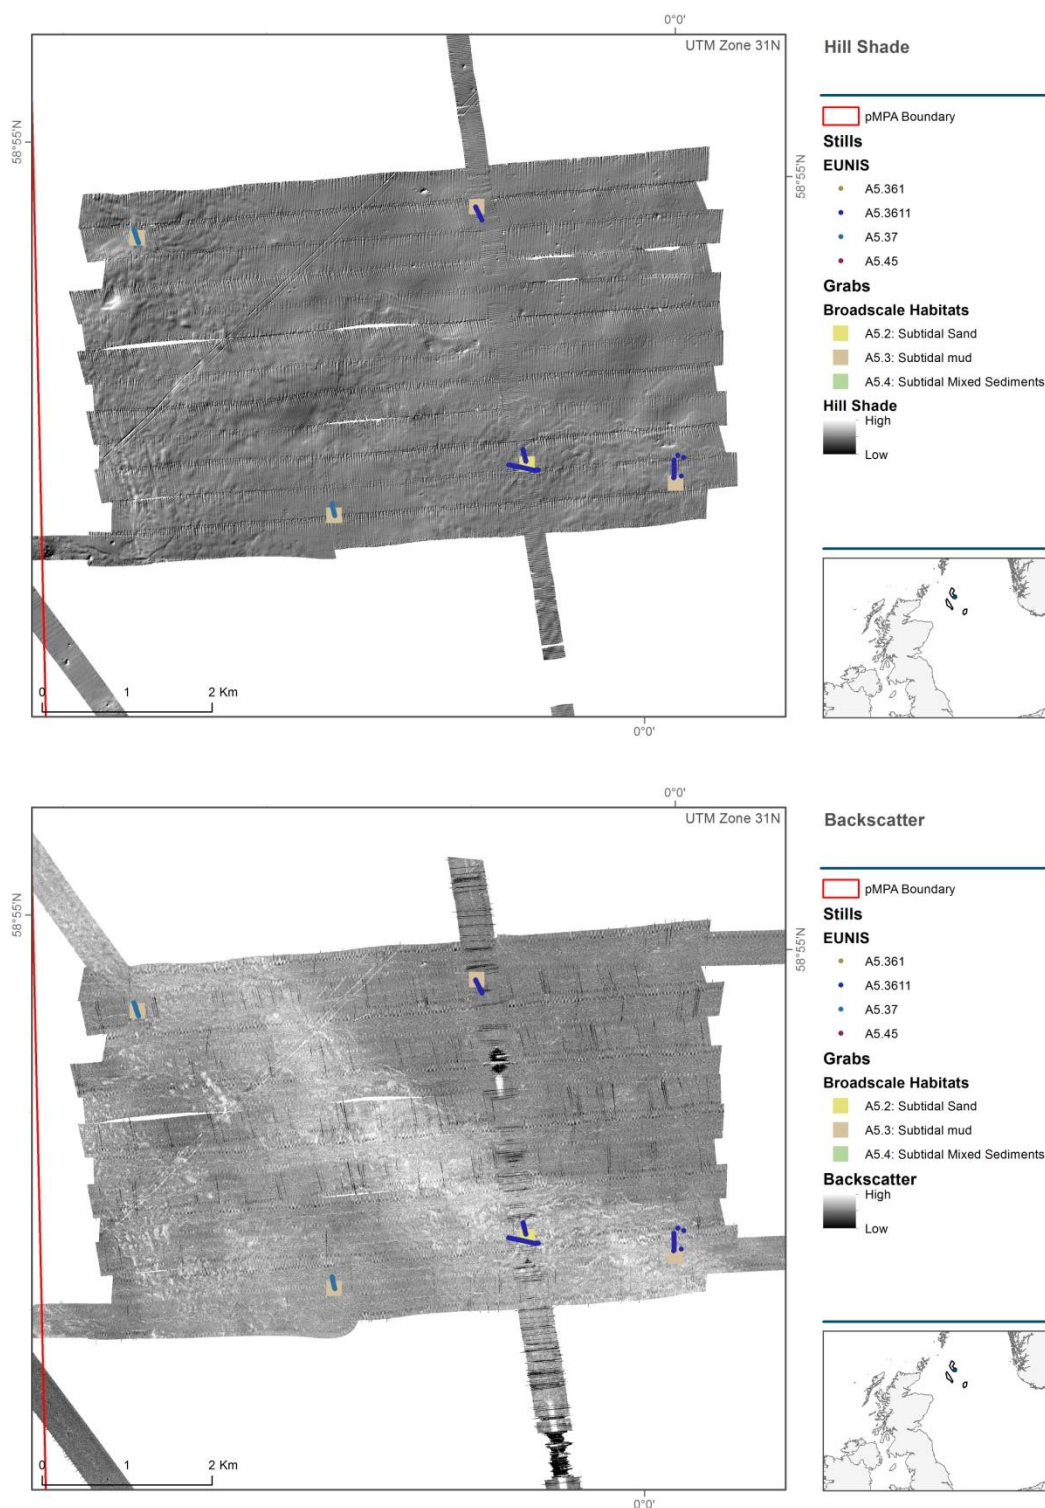 0°0'
UTM Zone 31N
58°55'N
58°55'N
0 1 2 Km
0°0'
Hill Shade
pMPA Boundary
Stills
EUNIS
A5.361
A5.3611
A5.37
A5.45
Grabs
Broadscale Habitats
A5.2: Subtidal Sand
A5.3: Subtidal mud
A5.4: Subtidal Mixed Sediments
Hill Shade
High
Low
0°0'
UTM Zone 31N
58°55'N
58°55'N
0 1 2 Km
0°0'
Backscatter
pMPA Boundary
Stills
EUNIS
A5.361
A5.3611
A5.37
A5.45
Grabs
Broadscale Habitats
A5.2: Subtidal Sand
A5.3: Subtidal mud
A5.4: Subtidal Mixed Sediments
Backscatter
High
Low